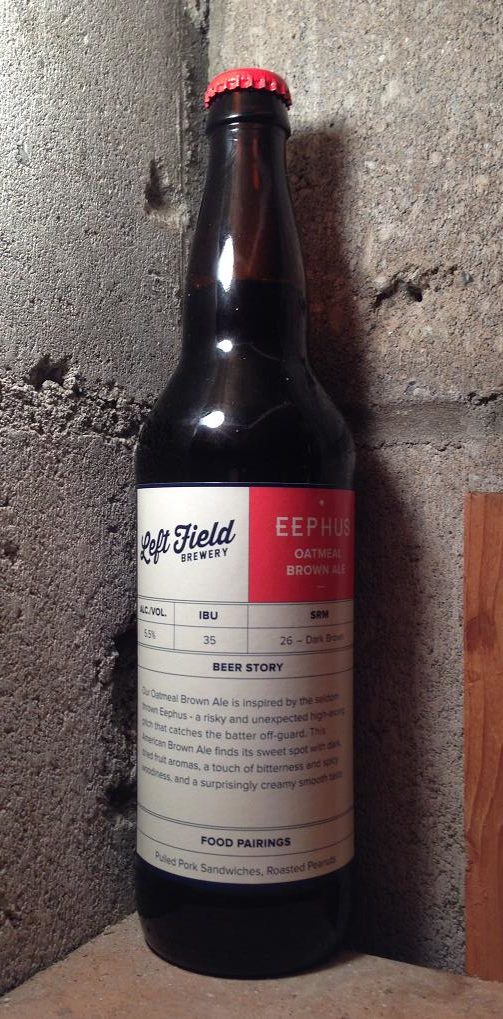 Left Field
BREWERY
EEPHUS
OATMEAL
BROWN ALE
ALC./VOL.
IBU
SRM
5.5%
35
26 – Dark Brown
BEER STORY
Our Oatmeal Brown Ale is inspired by the seldom
thrown Eephus - a risky and unexpected high-arcing
pitch that catches the batter off-guard. This
American Brown Ale finds its sweet spot with dark,
dried fruit aromas, a touch of bitterness and spicy
woodiness, and a surprisingly creamy smooth taste.
FOOD PAIRINGS
Pulled Pork Sandwiches, Roasted Peanuts